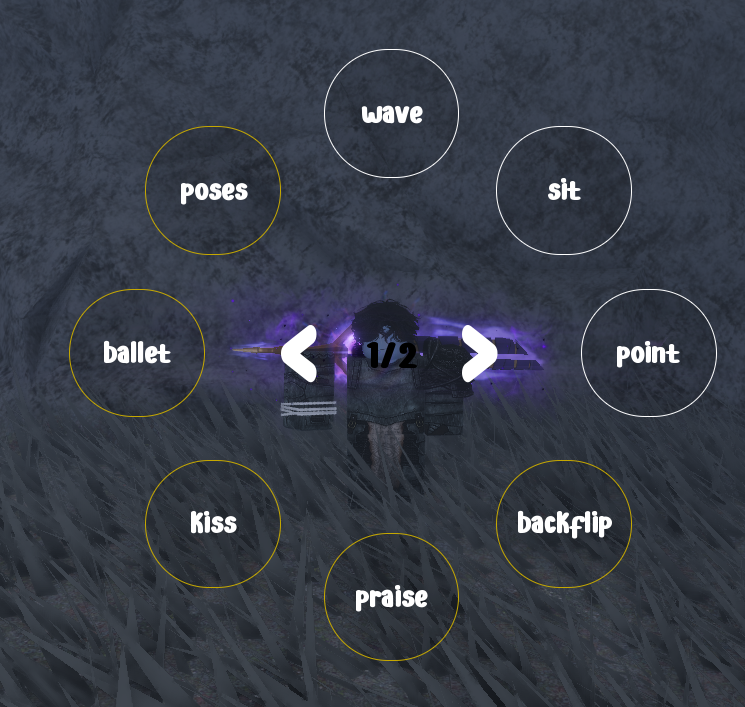 wave
poses
sit
ballet
1/2
point
kiss
backflip
praise